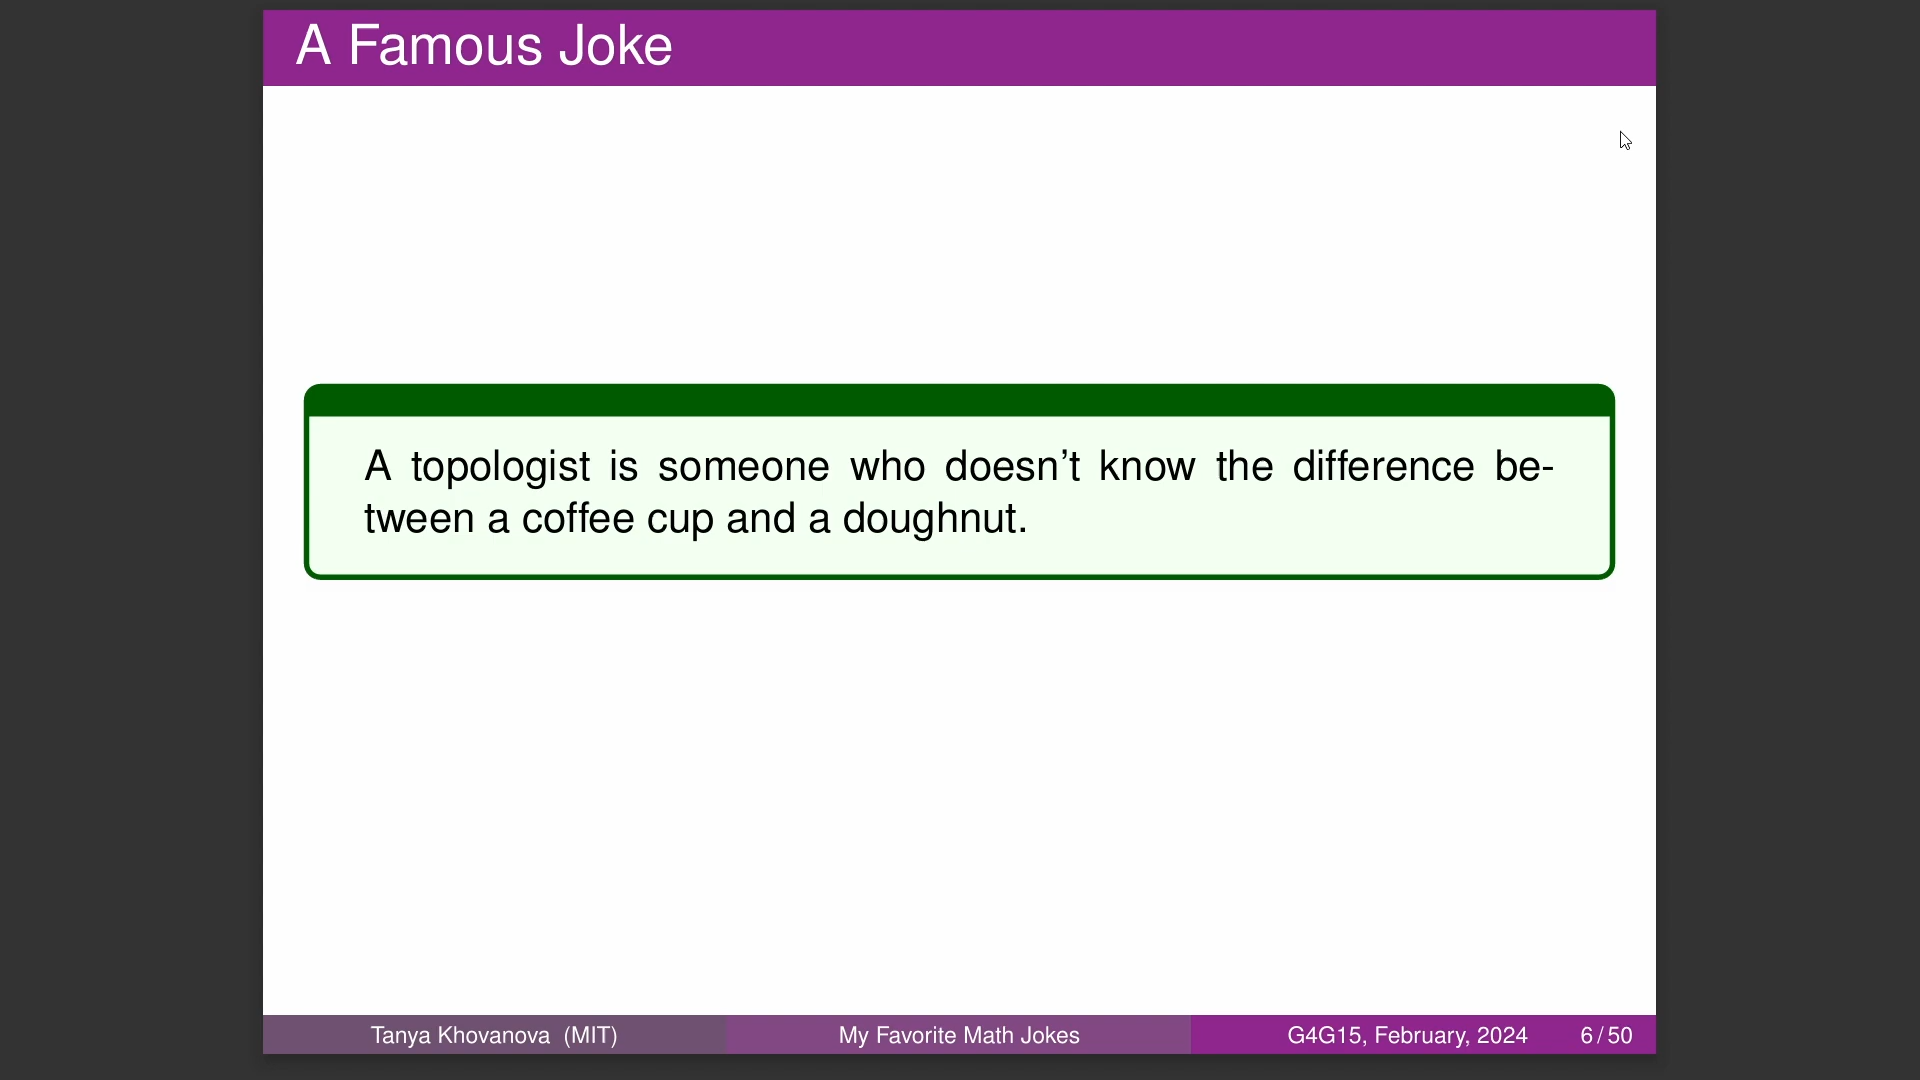 A Famous Joke
A topologist is someone who doesn’t know the difference be-
tween a coffee cup and a doughnut.
Tanya Khovanova (MIT) My Favorite Math Jokes G4G15, February, 2024 6 / 50